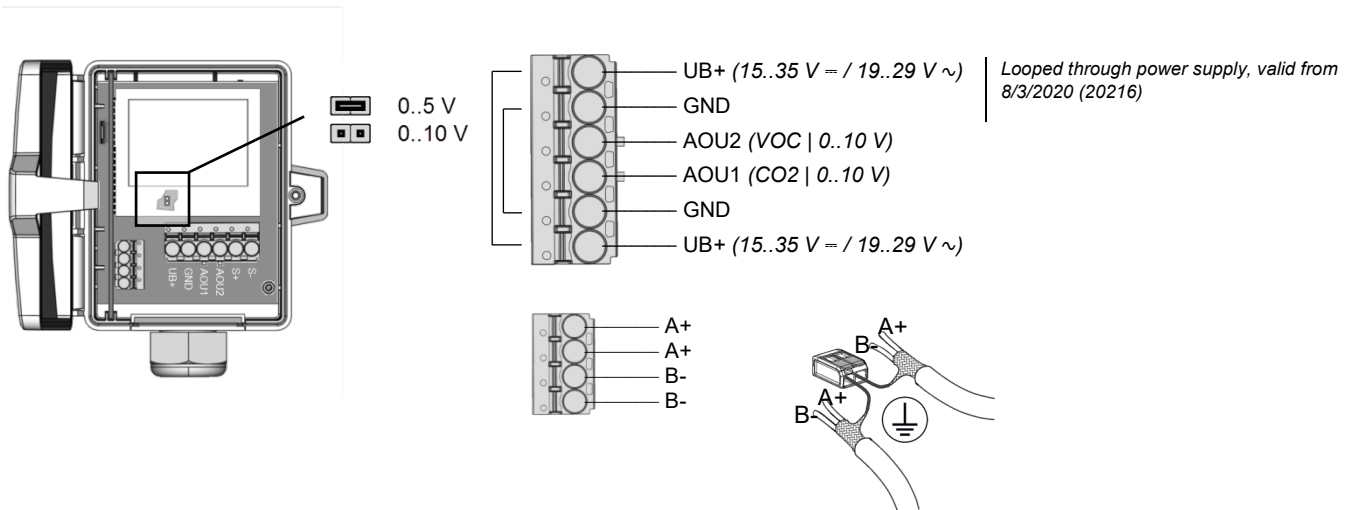 0..5 V
0..10 V
UB+ (15..35 V ⎓ / 19..29 V ∿)
GND
AOU2 (VOC | 0..10 V)
AOU1 (CO2 | 0..10 V)
GND
UB+ (15..35 V ⎓ / 19..29 V ∿)
Looped through power supply, valid from
8/3/2020 (20216)
UB+
GND
AOU1
AOU2
S+
S-
A+
A+
B-
B-
A+
B-
A+
B-